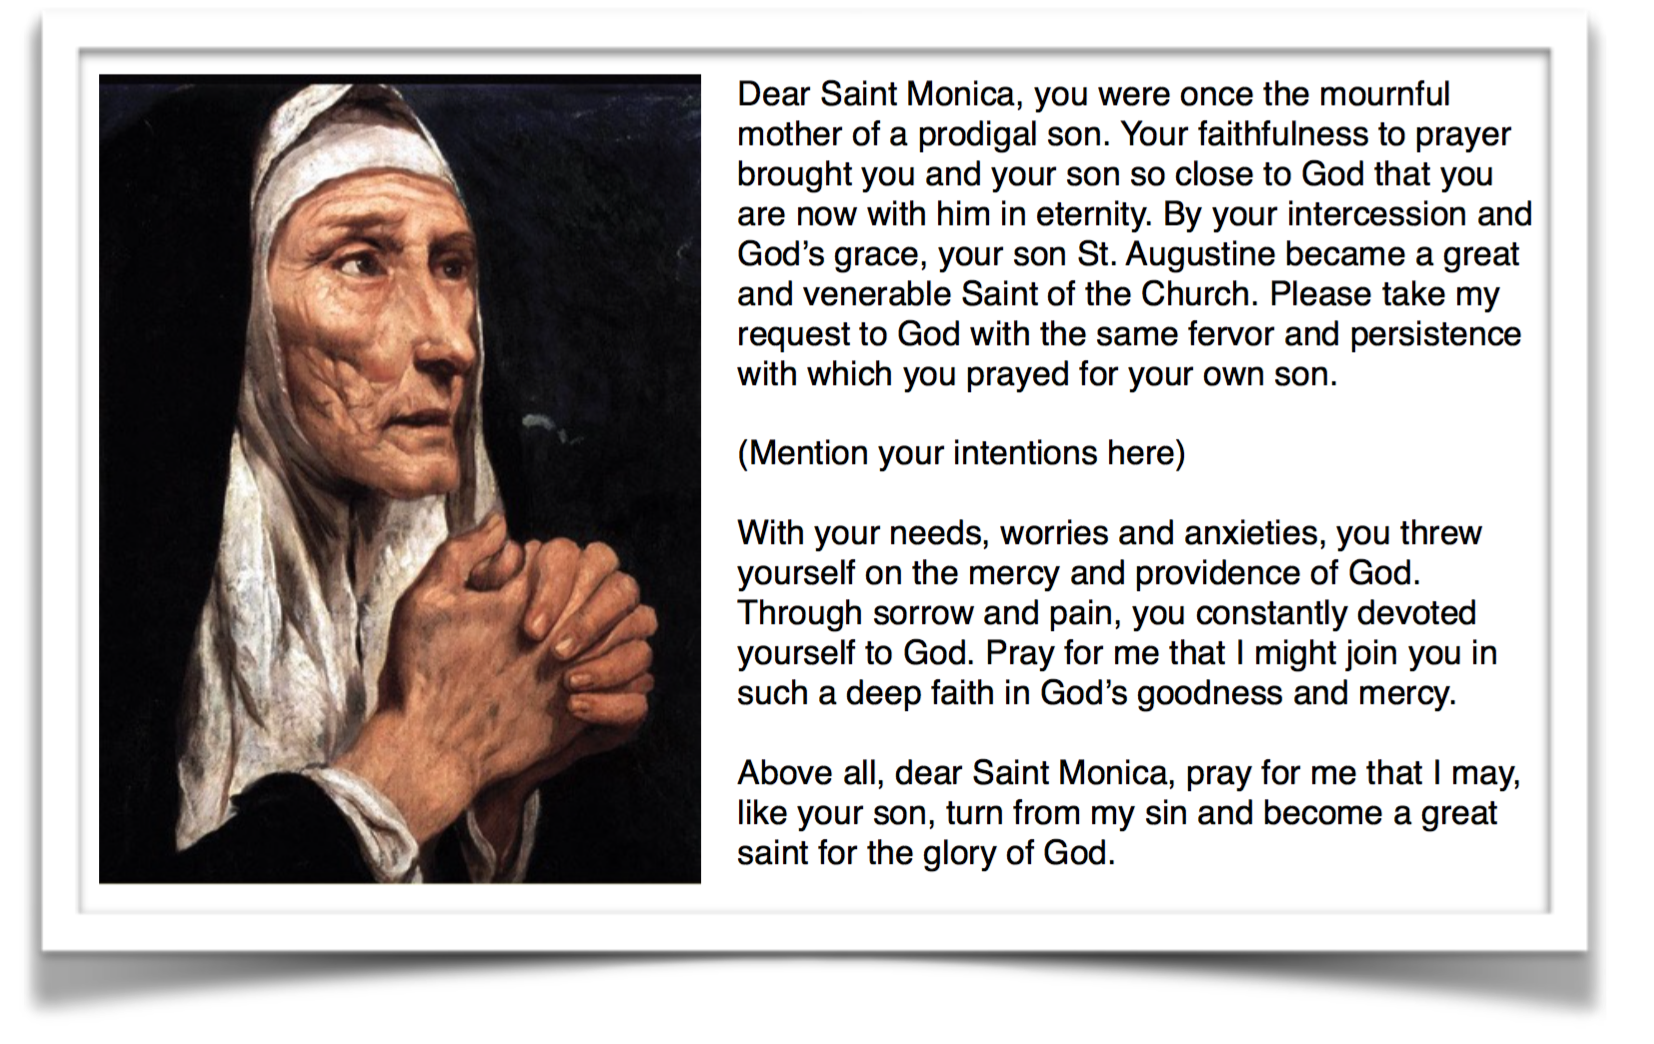 Dear Saint Monica, you were once the mournful
mother of a prodigal son. Your faithfulness to prayer
brought you and your son so close to God that you
are now with him in eternity. By your intercession and
God’s grace, your son St. Augustine became a great
and venerable Saint of the Church. Please take my
request to God with the same fervor and persistence
with which you prayed for your own son.
(Mention your intentions here)
With your needs, worries and anxieties, you threw
yourself on the mercy and providence of God.
Through sorrow and pain, you constantly devoted
yourself to God. Pray for me that I might join you in
such a deep faith in God’s goodness and mercy.
Above all, dear Saint Monica, pray for me that I may,
like your son, turn from my sin and become a great
saint for the glory of God.